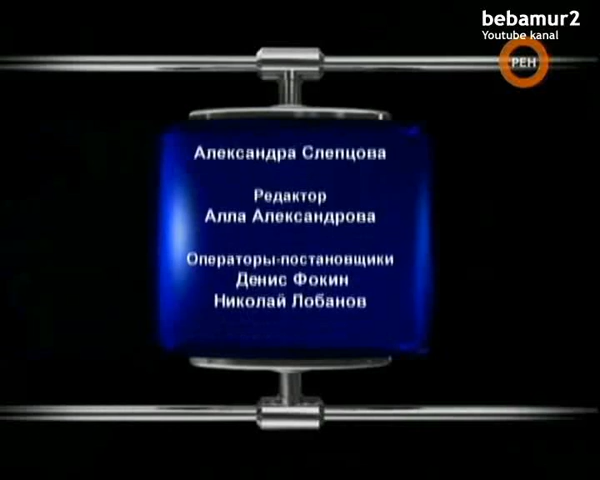 bebamur2
Youtube kanal
РЕН
Александра Слепцова
Редактор
Алла Александрова
Операторы-постановщики
Денис Фокин
Николай Лобанов